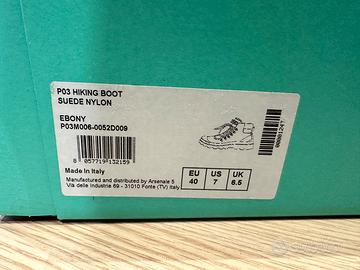 P03 HIKING BOOT
SUEDE NYLON
EBONY
P03M006-0052D009
8 057719 132159
Made in Italy
Manufactured and distributed by Arsenale 5
Via delle Industrie 69 - 31010 Fonte (TV) Italy
EU US UK
40 7 6.5